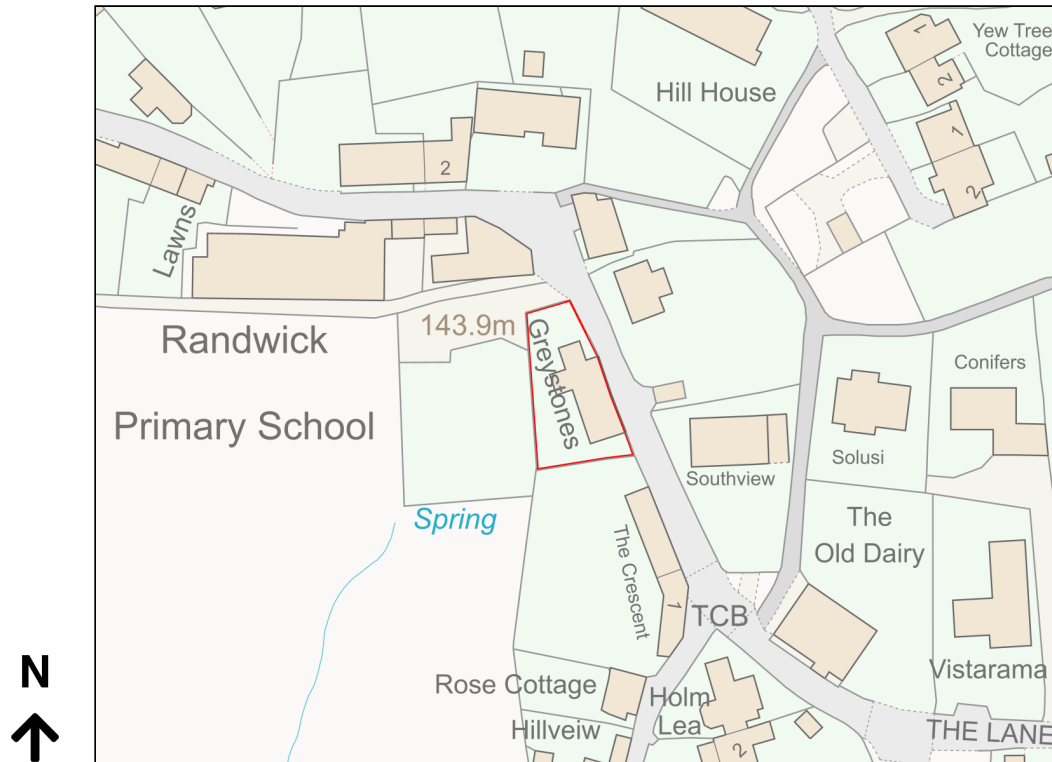 Yew Tree
Cottage
1
2
Hill House
1
2
2
Lawns
143.9m
Greystones
Randwick
Primary School
Conifers
Solusi
Southview
Spring
The Crescent
The
Old Dairy
1
TCB
N
Vistarama
Rose Cottage
Holm
Lea
Hillveiw
2
THE LANE